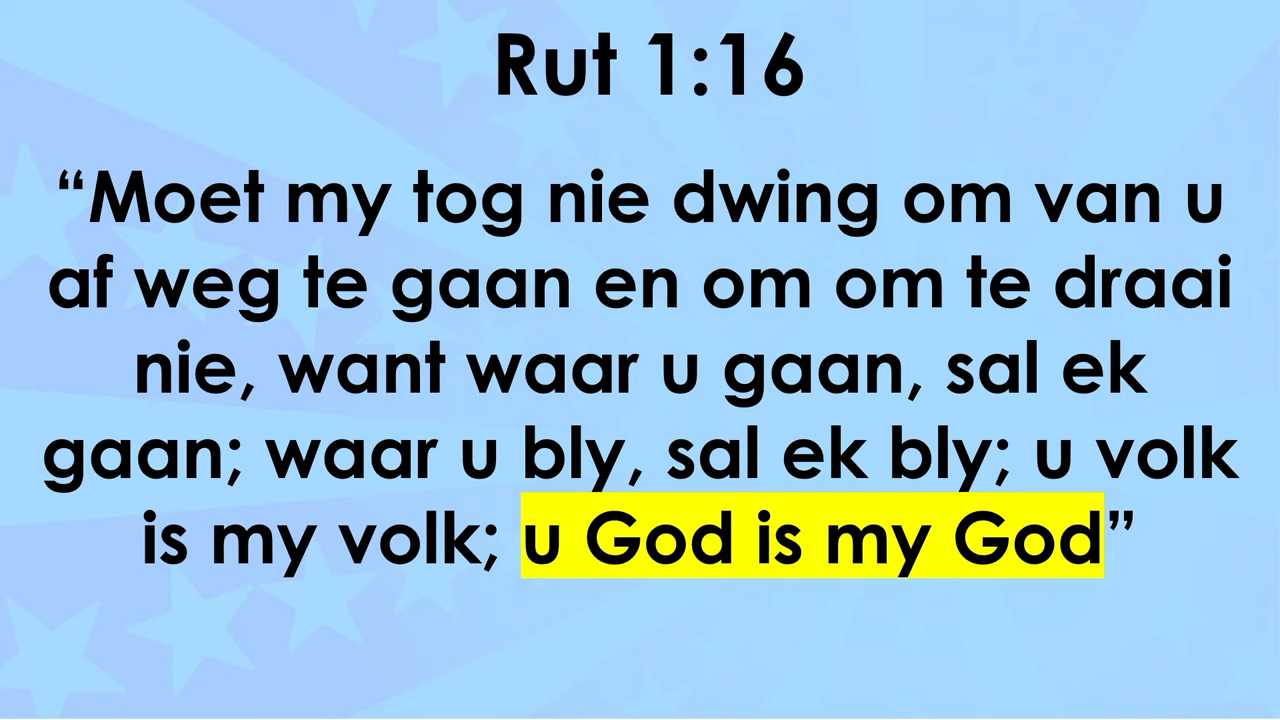 Rut 1:16
“Moet my tog nie dwing om van u
af weg te gaan en om om te draai
nie, want waar u gaan, sal ek
gaan; waar u bly, sal ek bly; u volk
is my volk; u God is my God”